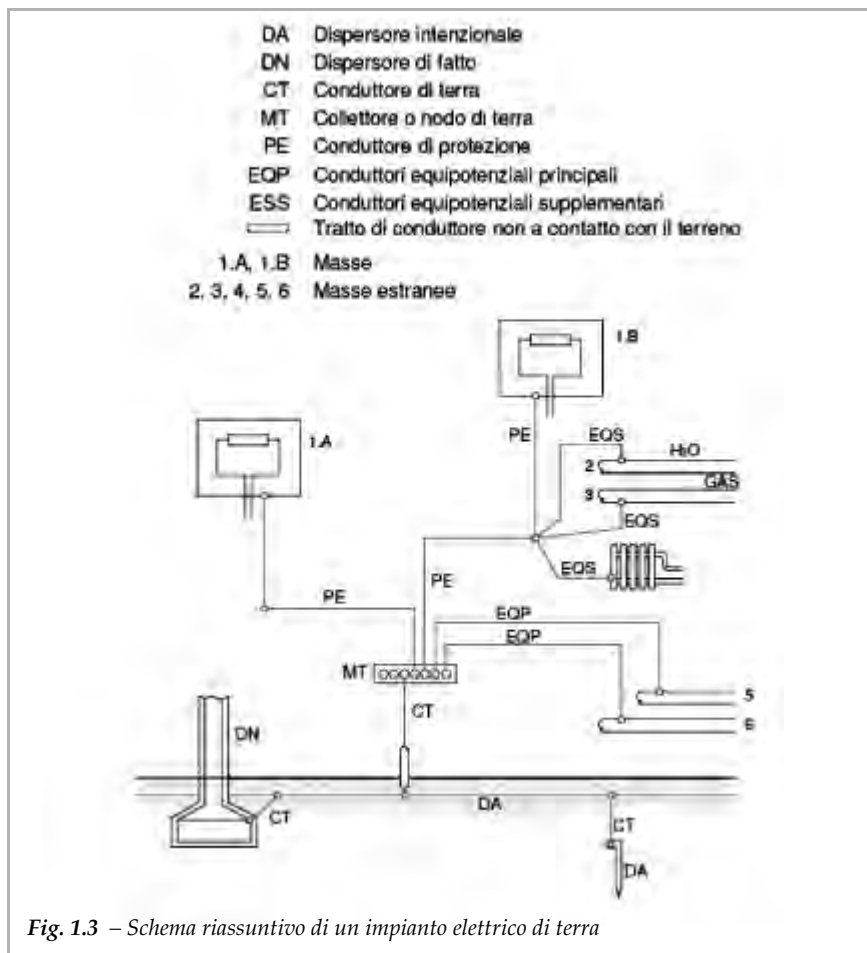 DA Dispersore intenzionale
DN Dispersore di fatto
CT Conduttore di terra
MT Collettore o nodo di terra
PE Conduttore di protezione
EQP Conduttori equipotenziali principali
ESS Conduttori equipotenziali supplementari
Tratto di conduttore non a contatto con il terreno
1.A, 1.B Masse
2, 3, 4, 5, 6 Masse estranee
1.B
1.A
PE
EQS
H₂O
2
GAS
3
EQS
PE
EQS
PE
EQP
EQP
MT
5
CT
6
DN
DA
CT
CT
DA
Fig. 1.3 – Schema riassuntivo di un impianto elettrico di terra